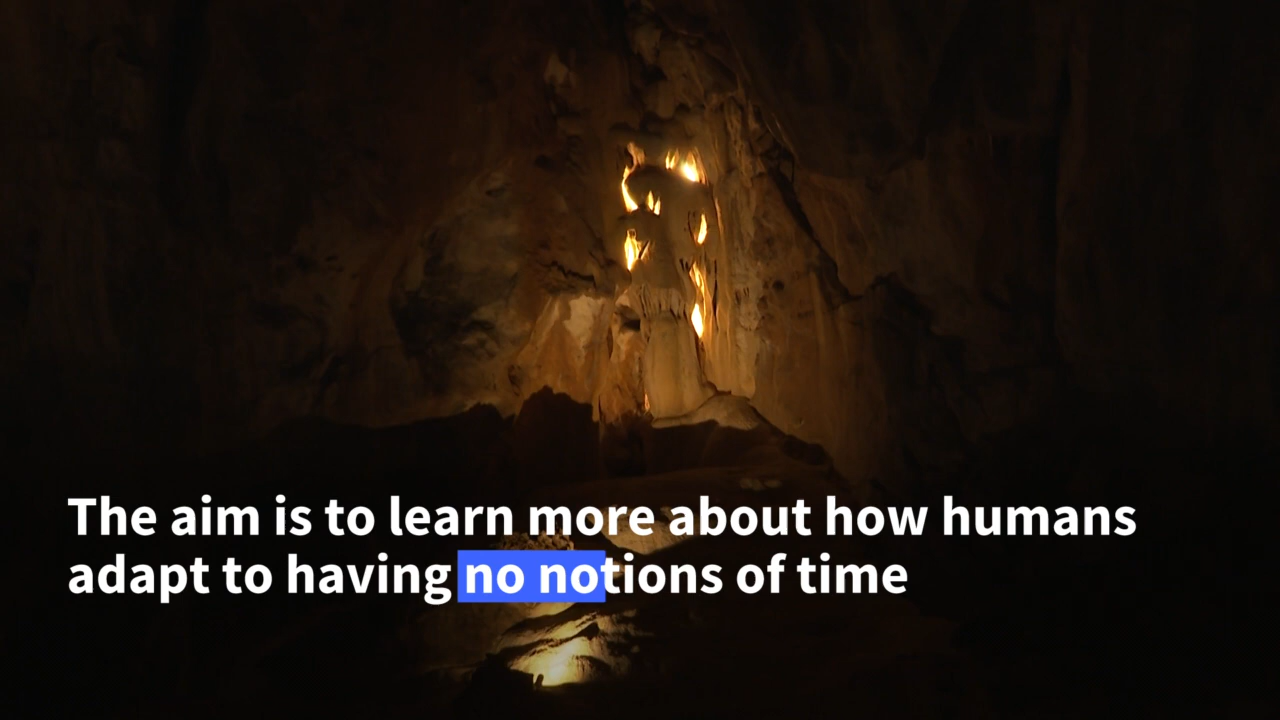 The aim is to learn more about how humans
adapt to having no notions of time